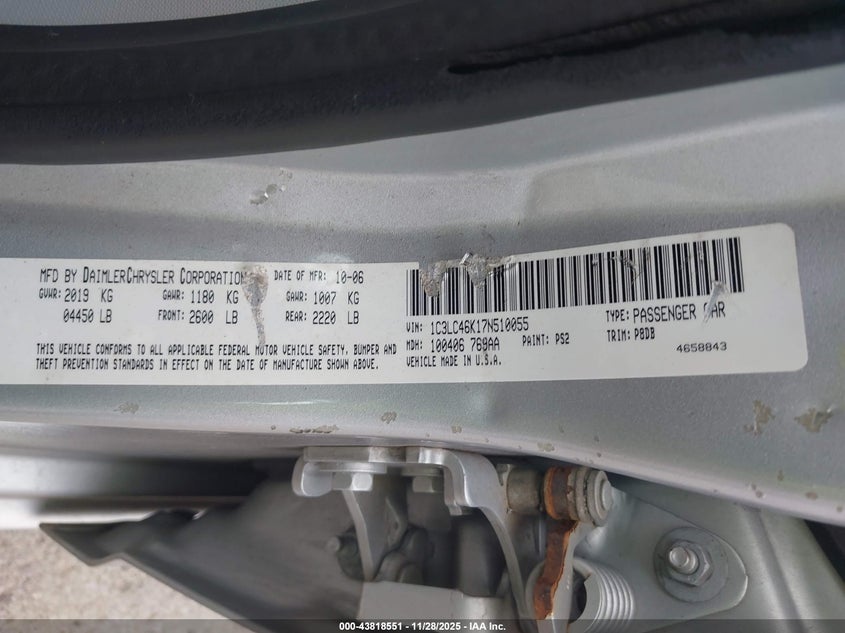 MFD BY DAIMLERCHRYSLER CORPORATION DATE OF MFR: 10-06
GVWR: 2019 KG GAWR: 1180 KG GAWR: 1007 KG
04450 LB FRONT: 2600 LB REAR: 2220 LB
THIS VEHICLE CONFORMS TO ALL APPLICABLE FEDERAL MOTOR VEHICLE SAFETY, BUMPER AND
THEFT PREVENTION STANDARDS IN EFFECT ON THE DATE OF MANUFACTURE SHOWN ABOVE.
VIN: 1C3LC46K17N510055 TYPE: PASSENGER CAR
MDH: 100406 769AA PAINT: PS2 TRIM: P8DB
VEHICLE MADE IN U.S.A. 4658843
000-43818551 | 11/28/2025 | IAA Inc.